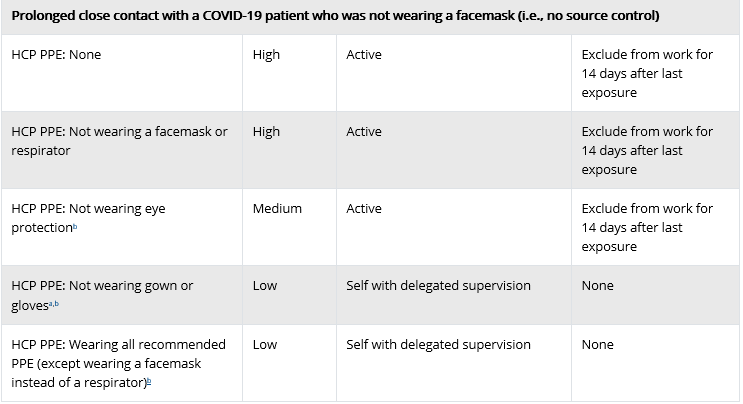 Prolonged close contact with a COVID-19 patient who was not wearing a facemask (i.e., no source control)
HCP PPE: None
High
Active
Exclude from work for
14 days after last
exposure
HCP PPE: Not wearing a facemask or
respirator
High
Active
Exclude from work for
14 days after last
exposure
HCP PPE: Not wearing eye
protectionᵇ
Medium
Active
Exclude from work for
14 days after last
exposure
HCP PPE: Not wearing gown or
glovesᵃ,ᵇ
Low
Self with delegated supervision
None
HCP PPE: Wearing all recommended
PPE (except wearing a facemask
instead of a respirator)ᵇ
Low
Self with delegated supervision
None